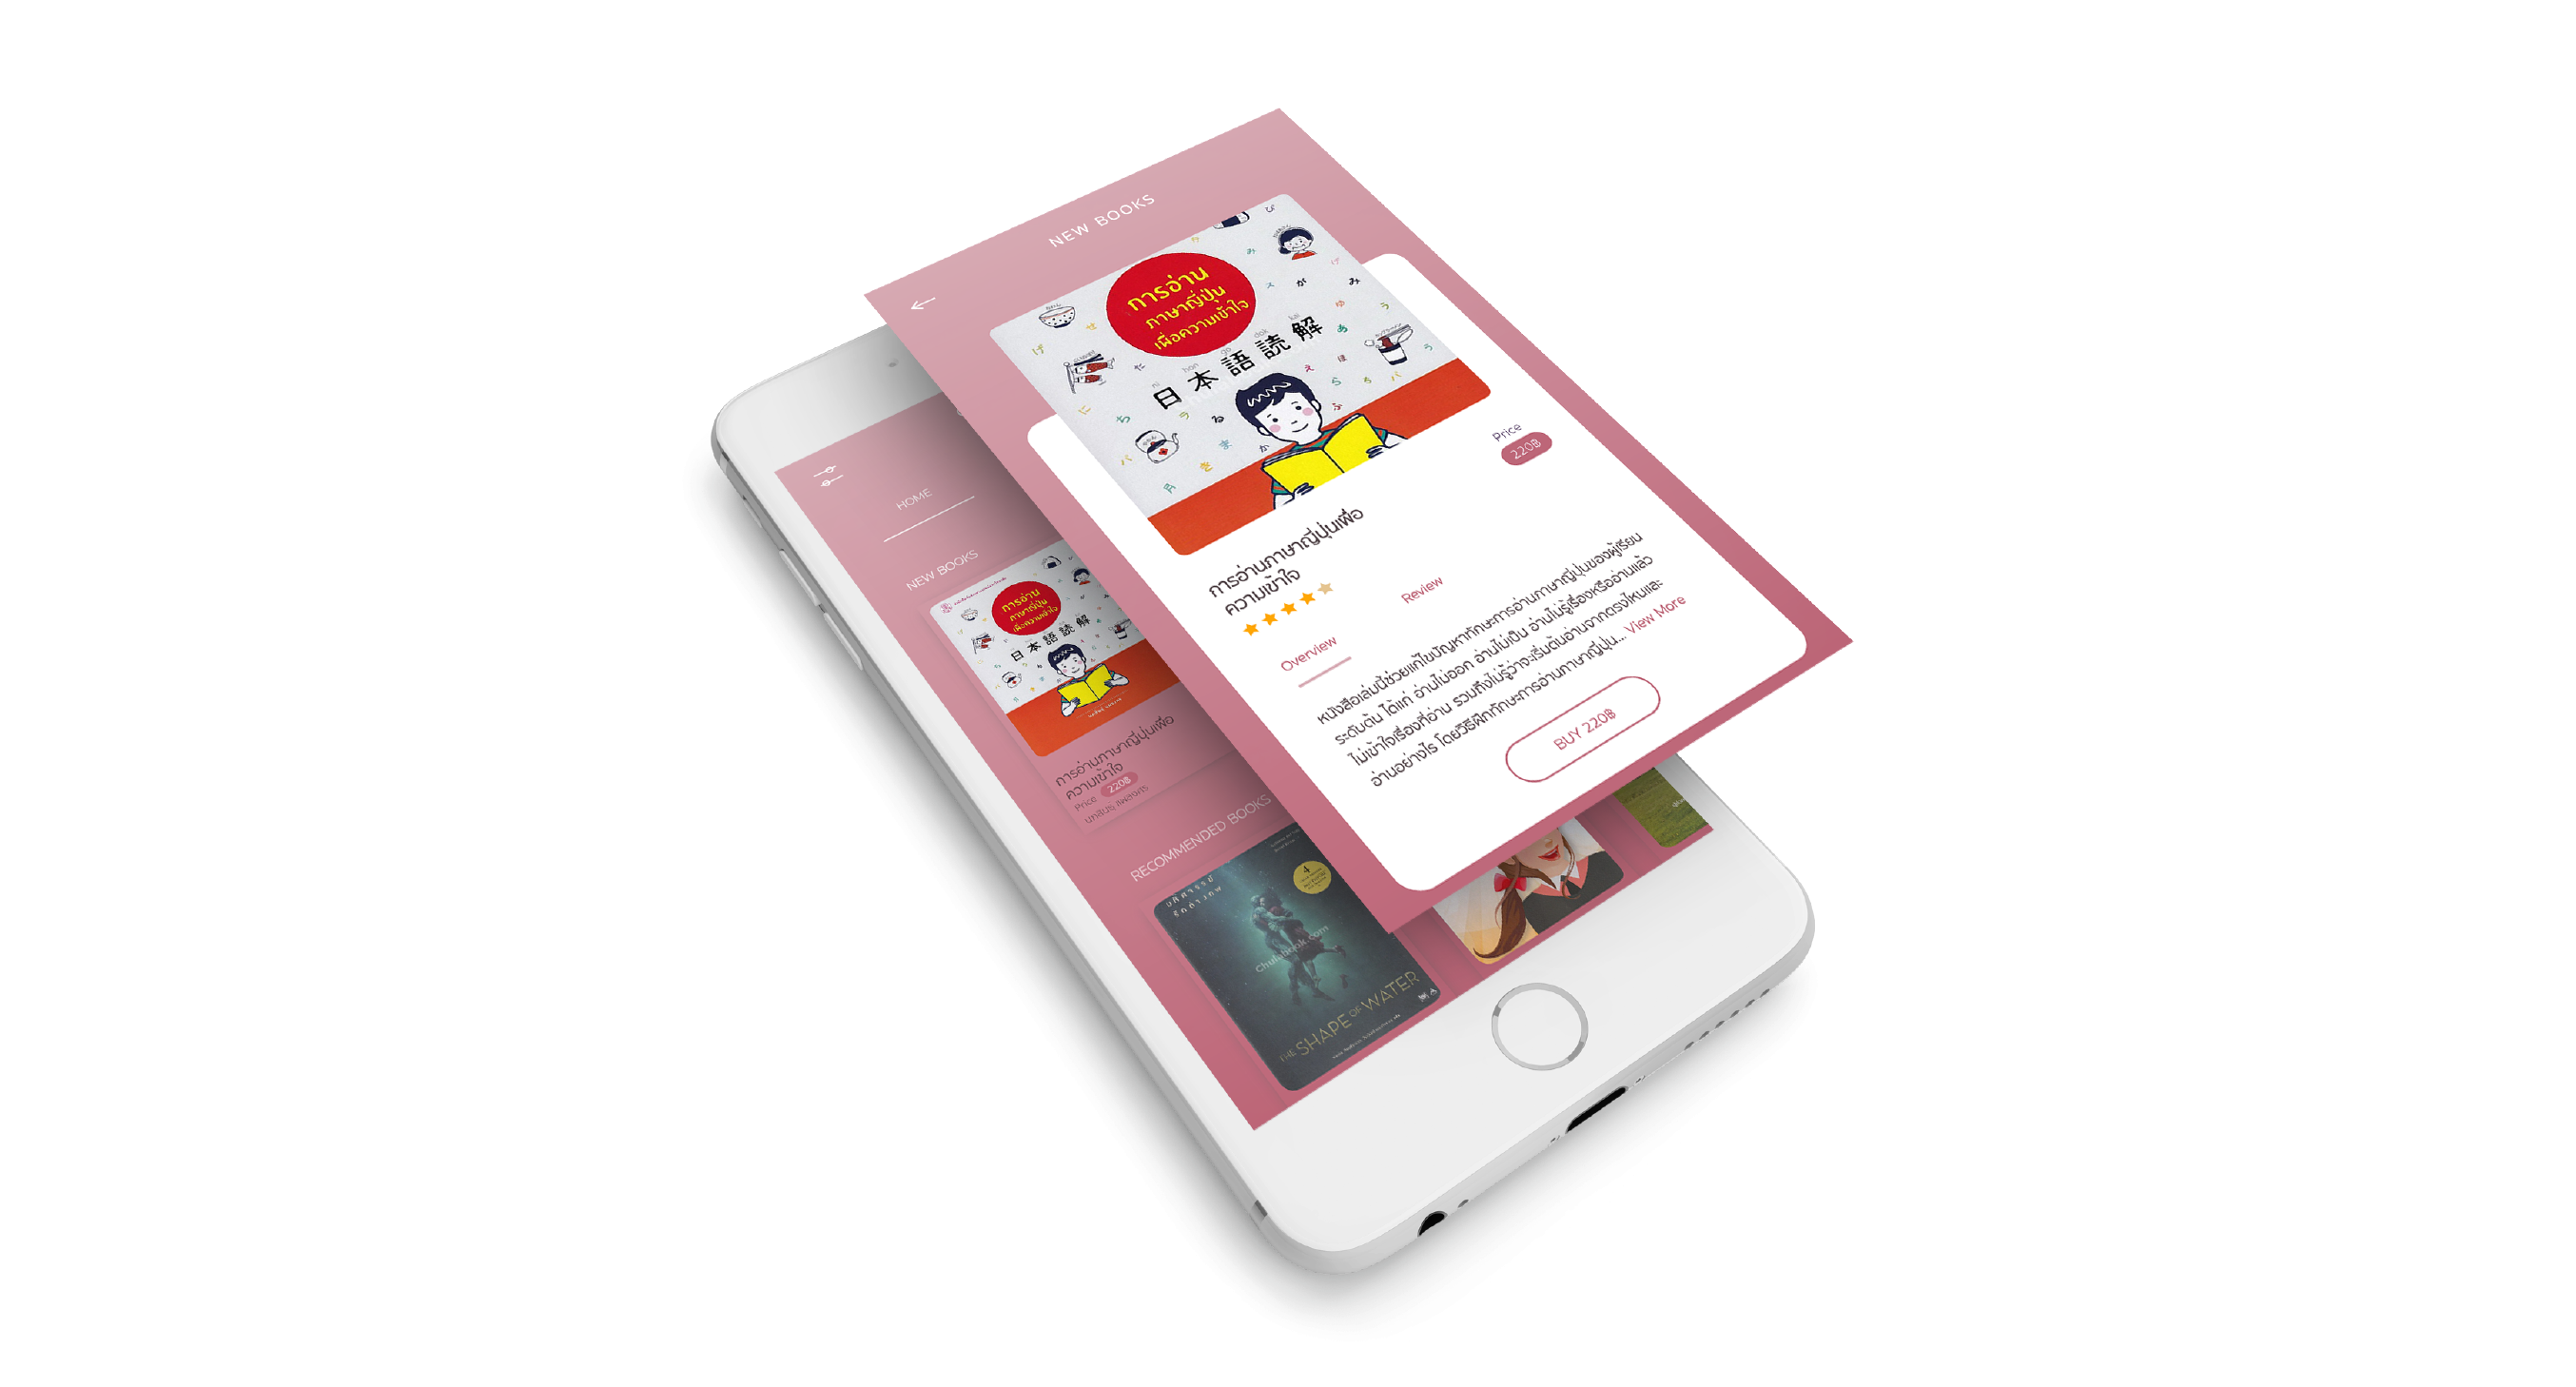 NEW BOOKS
การอ่าน
ภาษาญี่ปุ่น
เพื่อความเข้าใจ
ni hon go dok kai
日本語読解
Price
220฿
การอ่านภาษาญี่ปุ่นเพื่อ
ความเข้าใจ
Overview
Review
หนังสือเล่มนี้ช่วยแก้ไขปัญหาทักษะการอ่านภาษาญี่ปุ่นของผู้เรียน
ระดับต้น ได้แก่ อ่านไม่ออก อ่านไม่เป็น อ่านไม่รู้เรื่องหรืออ่านแล้ว
ไม่เข้าใจเรื่องที่อ่าน รวมถึงไม่รู้ว่าจะเริ่มต้นอ่านจากตรงไหนและ
อ่านอย่างไร โดยวิธีฝึกทักษะการอ่านภาษาญี่ปุ่น... View More
BUY 220฿
HOME
NEW BOOKS
การอ่าน
ภาษาญี่ปุ่น
เพื่อความเข้าใจ
日本語読解
การอ่านภาษาญี่ปุ่นเพื่อ
ความเข้าใจ
Price 220฿
RECOMMENDED BOOKS
4
Chulabook.com
THE SHAPE OF WATER